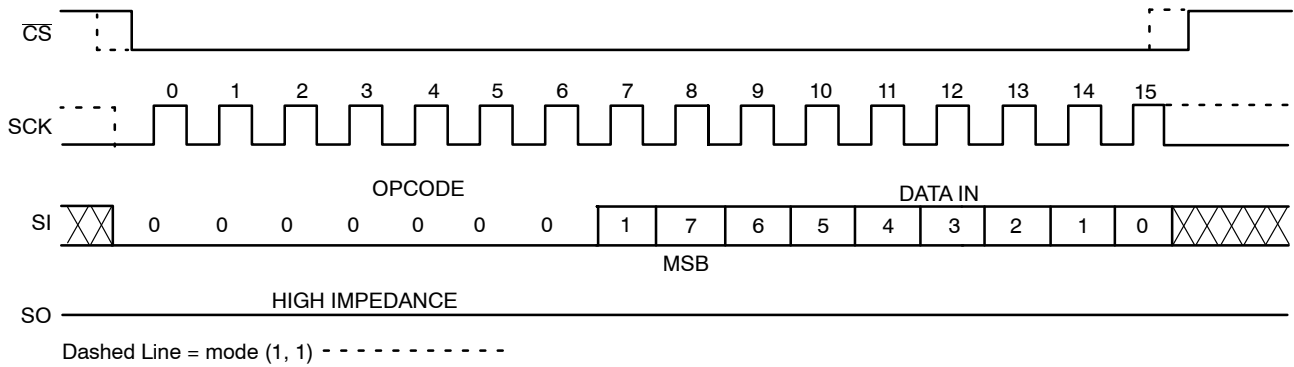 CS
0 1 2 3 4 5 6 7 8 9 10 11 12 13 14 15
SCK
OPCODE DATA IN
SI 0 0 0 0 0 0 0 1 7 6 5 4 3 2 1 0
MSB
HIGH IMPEDANCE
SO
Dashed Line = mode (1, 1)